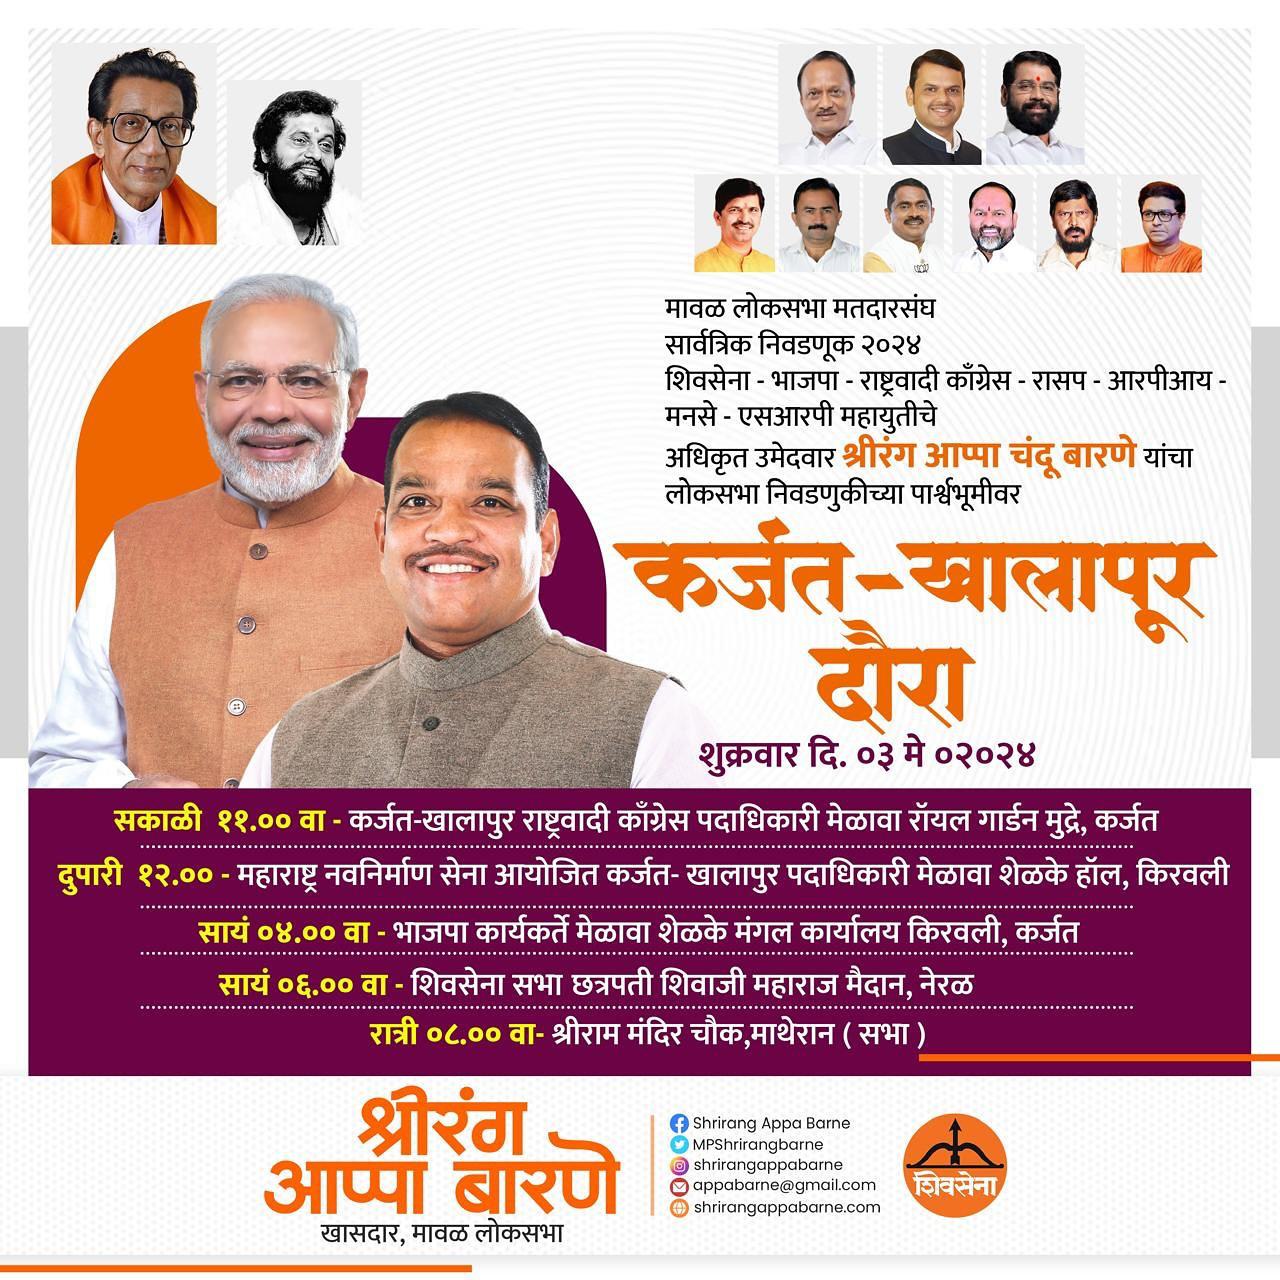 मावळ लोकसभा मतदारसंघ
सार्वत्रिक निवडणूक २०२४
शिवसेना - भाजपा - राष्ट्रवादी काँग्रेस - रासप - आरपीआय -
मनसे - एसआरपी महायुतीचे
अधिकृत उमेदवार श्रीरंग आप्पा चंदू बारणे यांचा
लोकसभा निवडणुकीच्या पार्श्वभूमीवर
कर्जत - खालापूर
दौरा
शुक्रवार दि. ०३ मे ०२०२४
सकाळी ११.०० वा - कर्जत-खालापुर राष्ट्रवादी काँग्रेस पदाधिकारी मेळावा रॉयल गार्डन मुद्रे, कर्जत
दुपारी १२.०० - महाराष्ट्र नवनिर्माण सेना आयोजित कर्जत- खालापुर पदाधिकारी मेळावा शेळके हॉल, किरवली
सायं ०४.०० वा - भाजपा कार्यकर्ते मेळावा शेळके मंगल कार्यालय किरवली, कर्जत
सायं ०६.०० वा - शिवसेना सभा छत्रपती शिवाजी महाराज मैदान, नेरळ
रात्री ०८.०० वा- श्रीराम मंदिर चौक,माथेरान ( सभा )
श्रीरंग
आप्पा बारणे
खासदार, मावळ लोकसभा
Shrirang Appa Barne
MPShrirangbarne
shrirangappabarne
appabarne@gmail.com
shrirangappabarne.com
शिवसेना